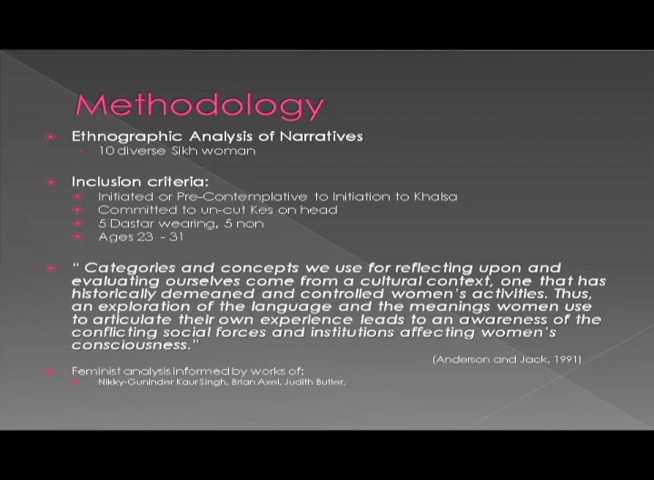 Methodology
Ethnographic Analysis of Narratives
10 diverse Sikh woman
Inclusion criteria:
Initiated or Pre-Contemplative to Initiation to Khalsa
Committed to un-cut Kes on head
5 Dastar wearing, 5 non
Ages 23 - 31
" Categories and concepts we use for reflecting upon and
evaluating ourselves come from a cultural context, one that has
historically demeaned and controlled women's activities. Thus,
an exploration of the language and the meanings women use
to articulate their own experience leads to an awareness of the
conflicting social forces and institutions affecting women's
consciousness."
(Anderson and Jack, 1991)
Feminist analysis informed by works of:
Nikky-Guninder Kaur Singh, Brian Axel, Judith Butler,